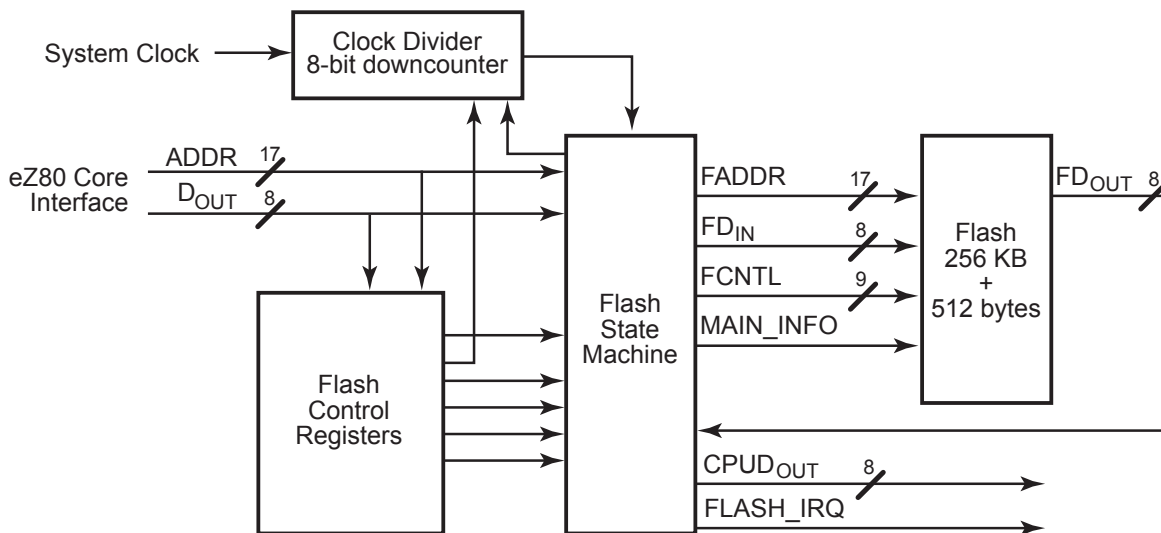 System Clock
Clock Divider
8-bit downcounter
eZ80 Core
Interface
ADDR
17
DOUT
8
Flash
Control
Registers
Flash
State
Machine
FADDR
17
FDIN
8
FCNTL
9
MAIN_INFO
Flash
256 KB
+
512 bytes
FDOUT
8
CPUDOUT
8
FLASH_IRQ